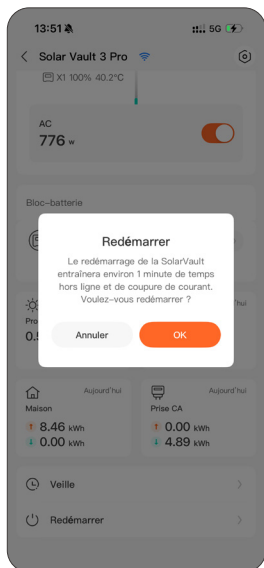 13:51 5G
Solar Vault 3 Pro
X1 100% 40.2°C
AC
776 w
Bloc-batterie
Redémarrer
Le redémarrage de la SolarVault
entraînera environ 1 minute de temps
hors ligne et de coupure de courant.
Voulez-vous redémarrer ?
Annuler OK
Aujourd'hui Aujourd'hui
Maison Prise CA
↑ 8.46 kWh ↑ 0.00 kWh
↓ 0.00 kWh ↓ 4.89 kWh
Veille
Redémarrer